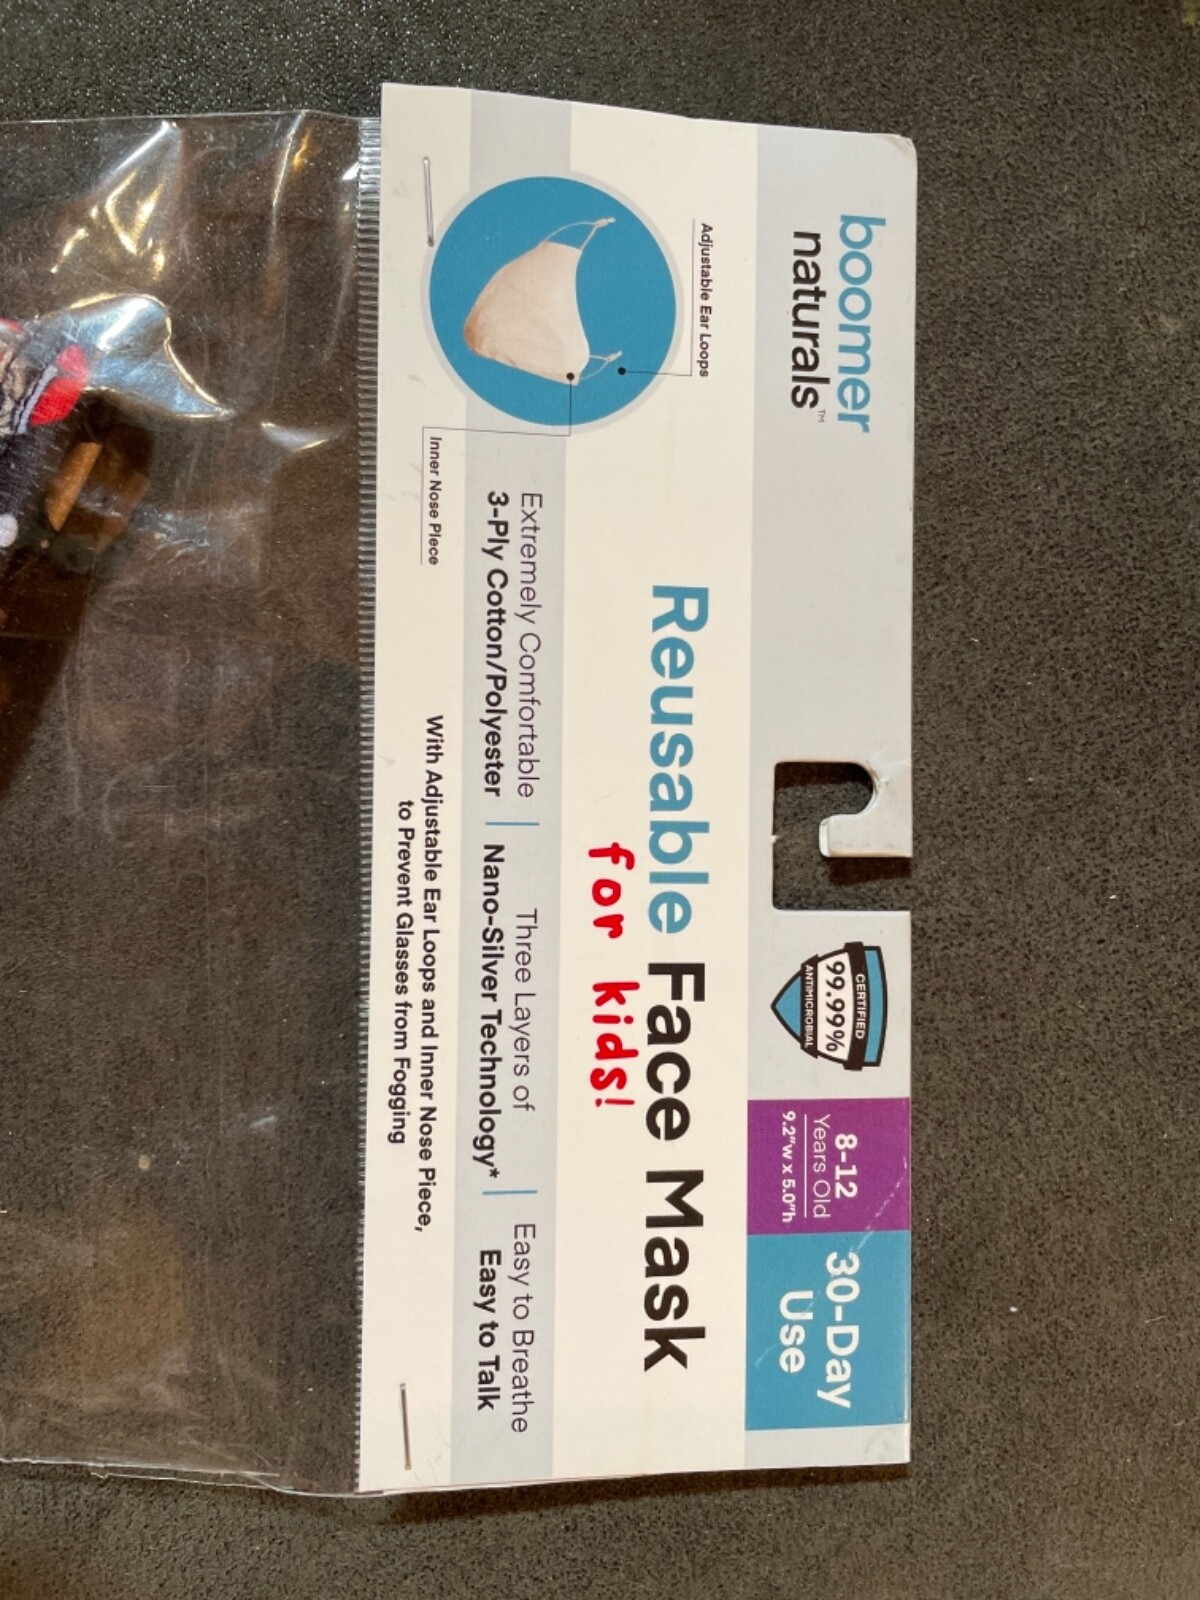 boomer
naturals™
CERTIFIED
99.99%
ANTIMICROBIAL
8-12
Years Old
9.2"w x 5.0"h
30-Day
Use
Adjustable Ear Loops
Reusable Face Mask
for kids!
Extremely Comfortable
3-Ply Cotton/Polyester
Three Layers of
Nano-Silver Technology*
Easy to Breathe
Easy to Talk
Inner Nose Piece
With Adjustable Ear Loops and Inner Nose Piece,
to Prevent Glasses from Fogging